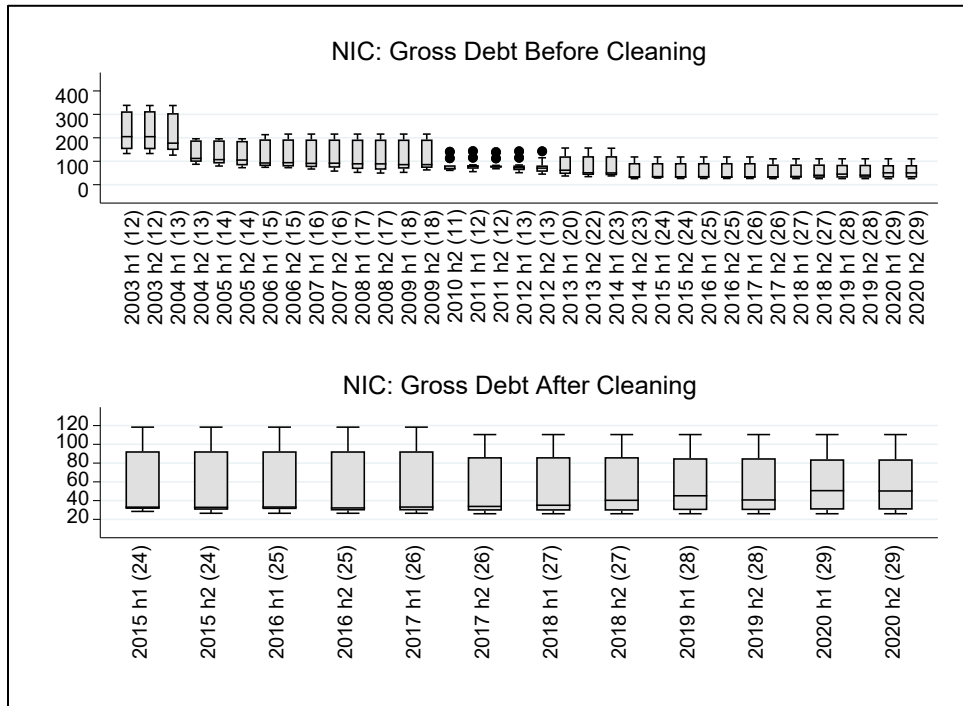 NIC: Gross Debt Before Cleaning
400
300
200
100
0
2003 h1 (12)
2003 h2 (12)
2004 h1 (13)
2004 h2 (13)
2005 h1 (14)
2005 h2 (14)
2006 h1 (15)
2006 h2 (15)
2007 h1 (16)
2007 h2 (16)
2008 h1 (17)
2008 h2 (17)
2009 h1 (18)
2009 h2 (18)
2010 h2 (11)
2011 h1 (12)
2011 h2 (12)
2012 h1 (13)
2012 h2 (13)
2013 h1 (20)
2013 h2 (22)
2014 h1 (23)
2014 h2 (23)
2015 h1 (24)
2015 h2 (24)
2016 h1 (25)
2016 h2 (25)
2017 h1 (26)
2017 h2 (26)
2018 h1 (27)
2018 h2 (27)
2019 h1 (28)
2019 h2 (28)
2020 h1 (29)
2020 h2 (29)
NIC: Gross Debt After Cleaning
120
100
80
60
40
20
2015 h1 (24)
2015 h2 (24)
2016 h1 (25)
2016 h2 (25)
2017 h1 (26)
2017 h2 (26)
2018 h1 (27)
2018 h2 (27)
2019 h1 (28)
2019 h2 (28)
2020 h1 (29)
2020 h2 (29)